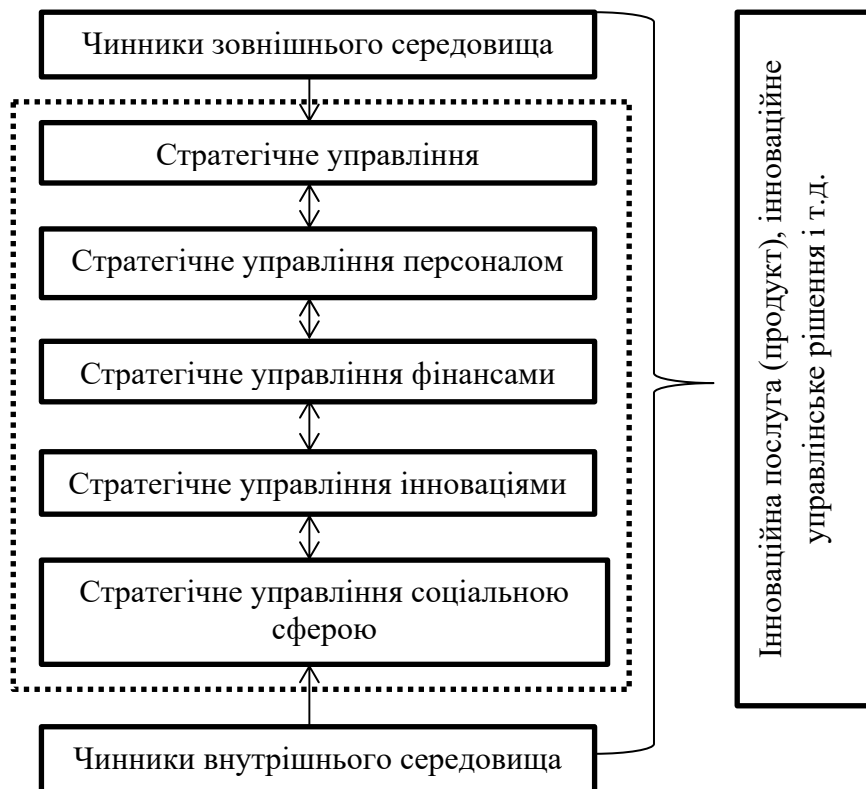 Чинники зовнішнього середовища
Стратегічне управління
Стратегічне управління персоналом
Стратегічне управління фінансами
Стратегічне управління інноваціями
Стратегічне управління соціальною
сферою
Чинники внутрішнього середовища
Інноваційна послуга (продукт), інноваційне
управлінське рішення і т.д.